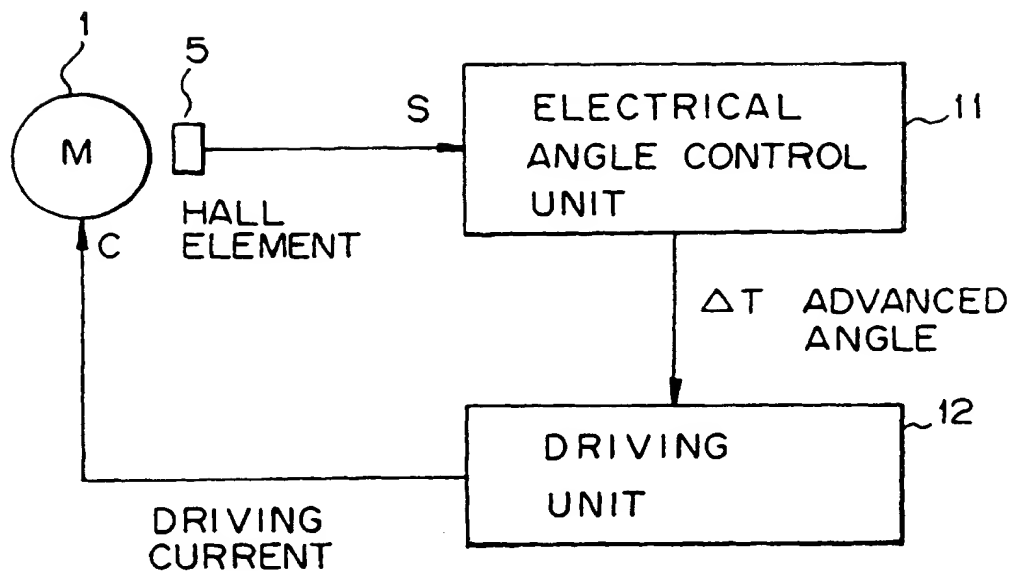 1
5
M
S
ELECTRICAL
ANGLE CONTROL
UNIT
11
HALL
ELEMENT
C
ΔT ADVANCED
ANGLE
12
DRIVING
UNIT
DRIVING
CURRENT